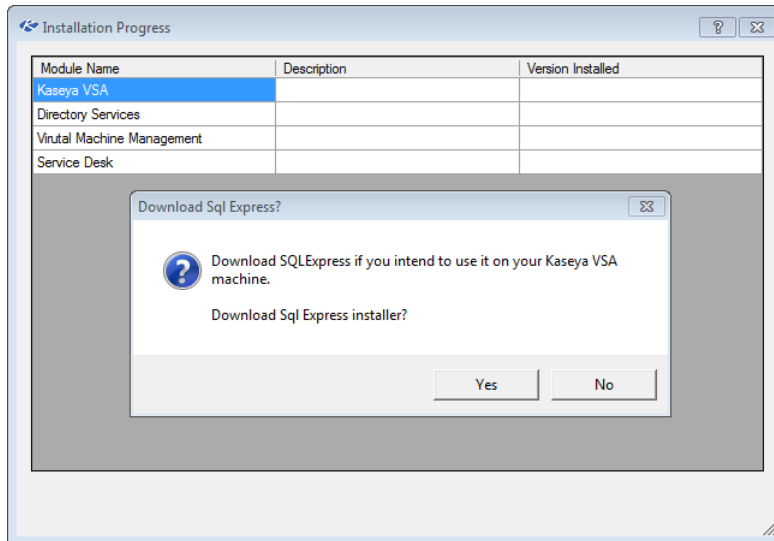 Installation Progress
Module Name Description Version Installed
Kaseya VSA
Directory Services
Virutal Machine Management
Service Desk
Download Sql Express?
Download SQLExpress if you intend to use it on your Kaseya VSA
machine.
Download Sql Express installer?
Yes No